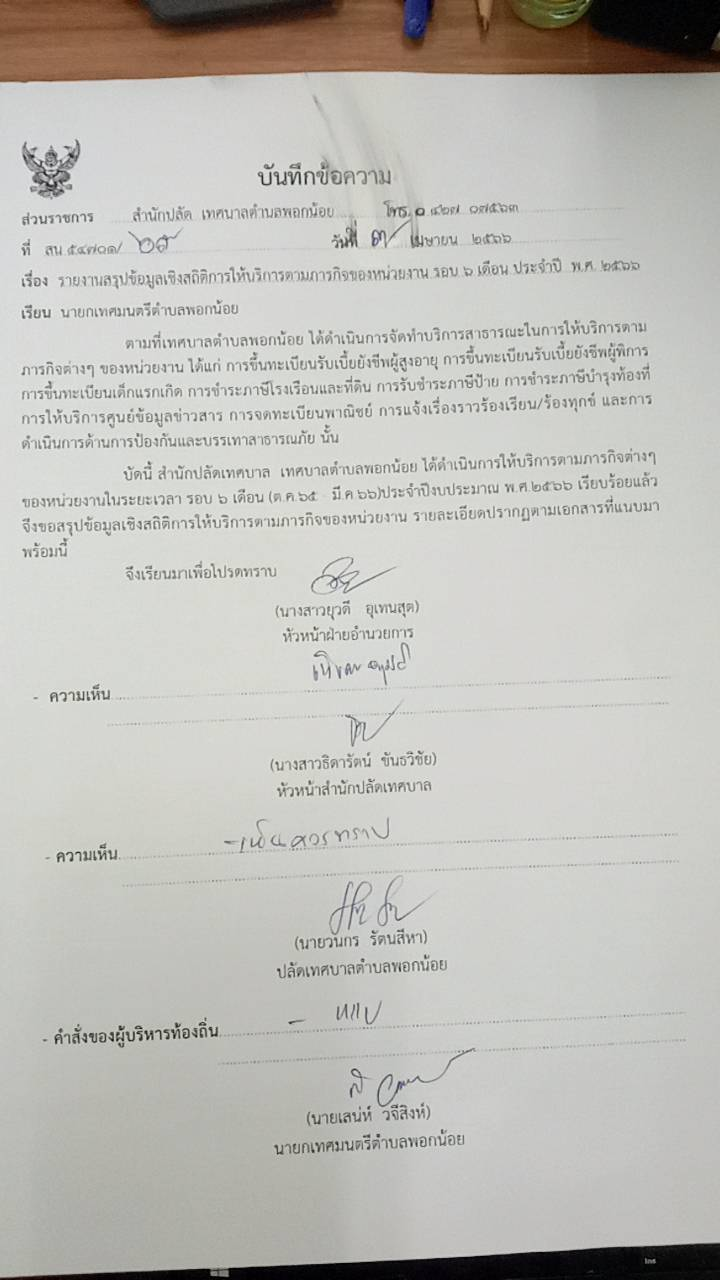 บันทึกข้อความ
ส่วนราชการ สำนักปลัด เทศบาลตำบลพอกน้อย โทร. ๐ ๔๒๗ ๐๗๕๖๓
ที่ สน ๕๔๗๐๑/ วันที่ เมษายน ๒๕๖๖
เรื่อง รายงานสรุปข้อมูลเชิงสถิติการให้บริการตามภารกิจของหน่วยงาน รอบ ๖ เดือน ประจำปี พ.ศ. ๒๕๖๖
เรียน นายกเทศมนตรีตำบลพอกน้อย
ตามที่เทศบาลตำบลพอกน้อย ได้ดำเนินการจัดทำบริการสาธารณะในการให้บริการตาม
ภารกิจต่างๆ ของหน่วยงาน ได้แก่ การขึ้นทะเบียนรับเบี้ยยังชีพผู้สูงอายุ การขึ้นทะเบียนรับเบี้ยยังชีพผู้พิการ
การขึ้นทะเบียนเด็กแรกเกิด การชำระภาษีโรงเรือนและที่ดิน การรับชำระภาษีป้าย การชำระภาษีบำรุงท้องที่
การให้บริการศูนย์ข้อมูลข่าวสาร การจดทะเบียนพาณิชย์ การแจ้งเรื่องราวร้องเรียน/ร้องทุกข์ และการ
ดำเนินการด้านการป้องกันและบรรเทาสาธารณภัย นั้น
บัดนี้ สำนักปลัดเทศบาล เทศบาลตำบลพอกน้อย ได้ดำเนินการให้บริการตามภารกิจต่างๆ
ของหน่วยงานในระยะเวลา รอบ ๖ เดือน (ต.ค.๖๕ - มี.ค.๖๖)ประจำปีงบประมาณ พ.ศ.๒๕๖๖ เรียบร้อยแล้ว
จึงขอสรุปข้อมูลเชิงสถิติการให้บริการตามภารกิจของหน่วยงาน รายละเอียดปรากฏตามเอกสารที่แนบมา
พร้อมนี้
จึงเรียนมาเพื่อโปรดทราบ
(นางสาวยุวดี อุเทนสุต)
หัวหน้าฝ่ายอำนวยการ
- ความเห็น
(นางสาวธิดารัตน์ ขันธวิชัย)
หัวหน้าสำนักปลัดเทศบาล
- ความเห็น - เห็นควรทราบ
(นายวนกร รัตนสีหา)
ปลัดเทศบาลตำบลพอกน้อย
- คำสั่งของผู้บริหารท้องถิ่น - ทราบ
(นายเสน่ห์ วจีสิงห์)
นายกเทศมนตรีตำบลพอกน้อย
Ins